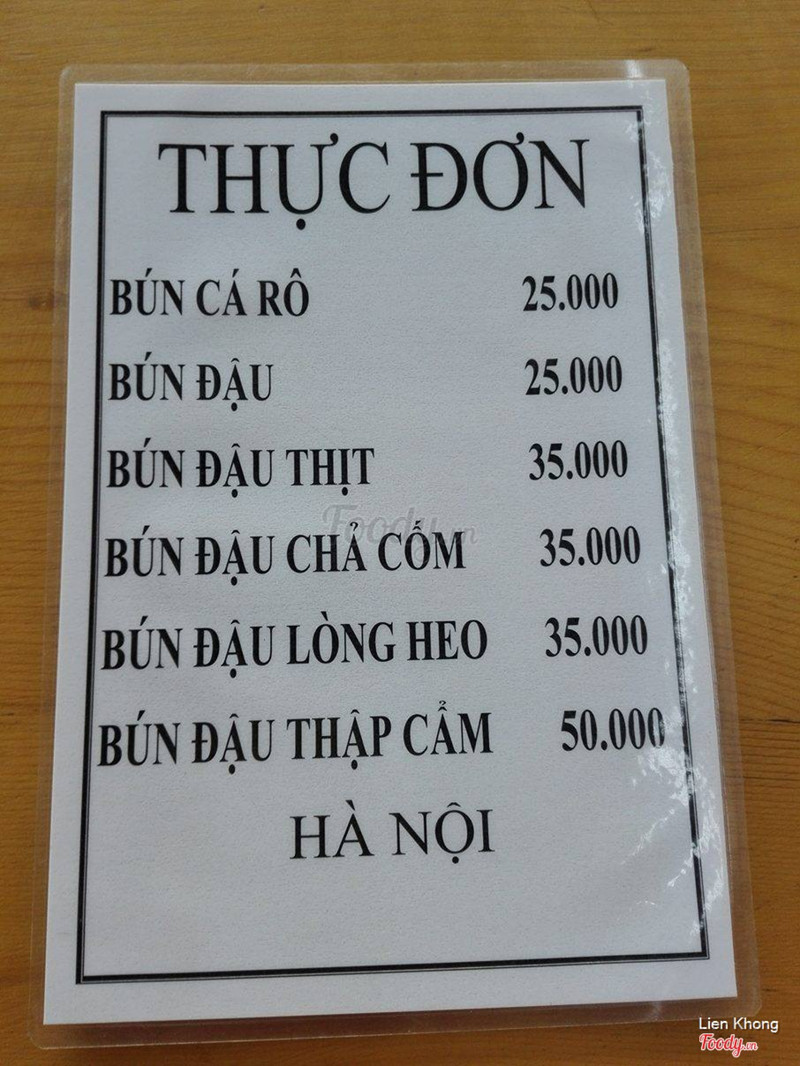 THỰC ĐƠN
BÚN CÁ RÔ 25.000
BÚN ĐẬU 25.000
BÚN ĐẬU THỊT 35.000
Foody.vn
BÚN ĐẬU CHẢ CỐM 35.000
BÚN ĐẬU LÒNG HEO 35.000
BÚN ĐẬU THẬP CẨM 50.000
HÀ NỘI
Lien Khong
Foody.vn